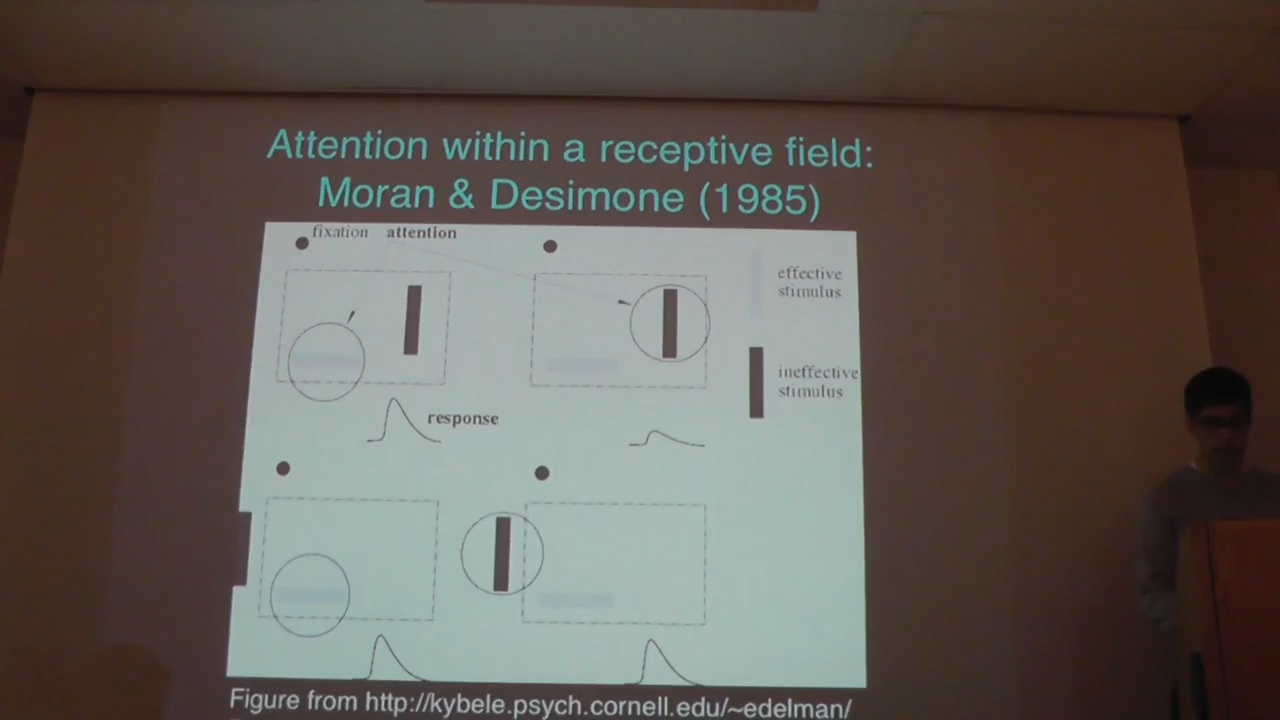 Attention within a receptive field:
Moran & Desimone (1985)
fixation attention
effective
stimulus
ineffective
stimulus
response
Figure from http://kybele.psych.cornell.edu/~edelman/